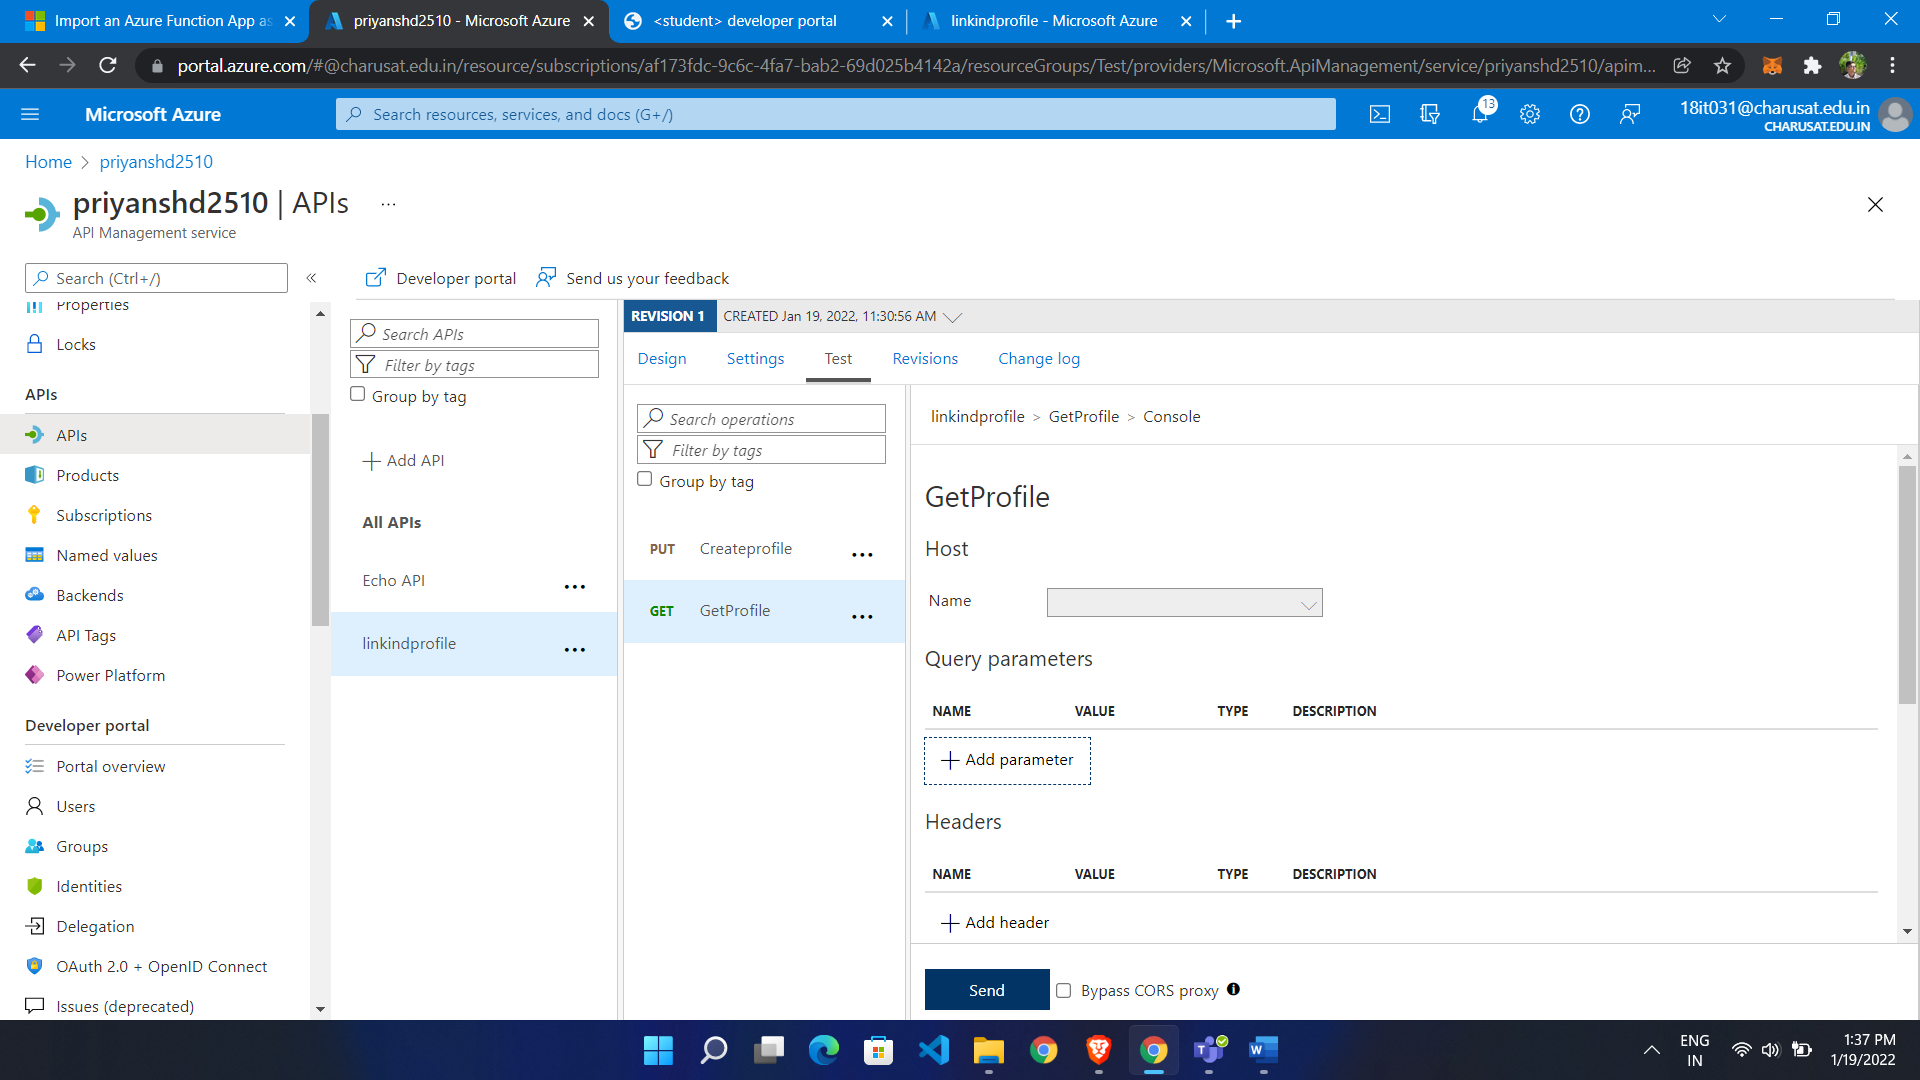 Import an Azure Function App as
priyanshd2510 - Microsoft Azure
<student> developer portal
linkindprofile - Microsoft Azure
portal.azure.com/#@charusat.edu.in/resource/subscriptions/af173fdc-9c6c-4fa7-bab2-69d025b4142a/resourceGroups/Test/providers/Microsoft.ApiManagement/service/priyanshd2510/apim...
Microsoft Azure
Search resources, services, and docs (G+/)
13
18it031@charusat.edu.in
CHARUSAT.EDU.IN
Home > priyanshd2510
priyanshd2510 | APIs ...
API Management service
Search (Ctrl+/)
«
Properties
Locks
APIs
APIs
Products
Subscriptions
Named values
Backends
API Tags
Power Platform
Developer portal
Portal overview
Users
Groups
Identities
Delegation
OAuth 2.0 + OpenID Connect
Issues (deprecated)
Developer portal
Send us your feedback
Search APIs
Filter by tags
Group by tag
+ Add API
All APIs
Echo API ...
linkindprofile ...
REVISION 1 CREATED Jan 19, 2022, 11:30:56 AM
Design Settings Test Revisions Change log
Search operations
Filter by tags
Group by tag
PUT Createprofile ...
GET GetProfile ...
linkindprofile > GetProfile > Console
GetProfile
Host
Name
Query parameters
NAME VALUE TYPE DESCRIPTION
+ Add parameter
Headers
NAME VALUE TYPE DESCRIPTION
+ Add header
Send Bypass CORS proxy
ENG
IN
1:37 PM
1/19/2022